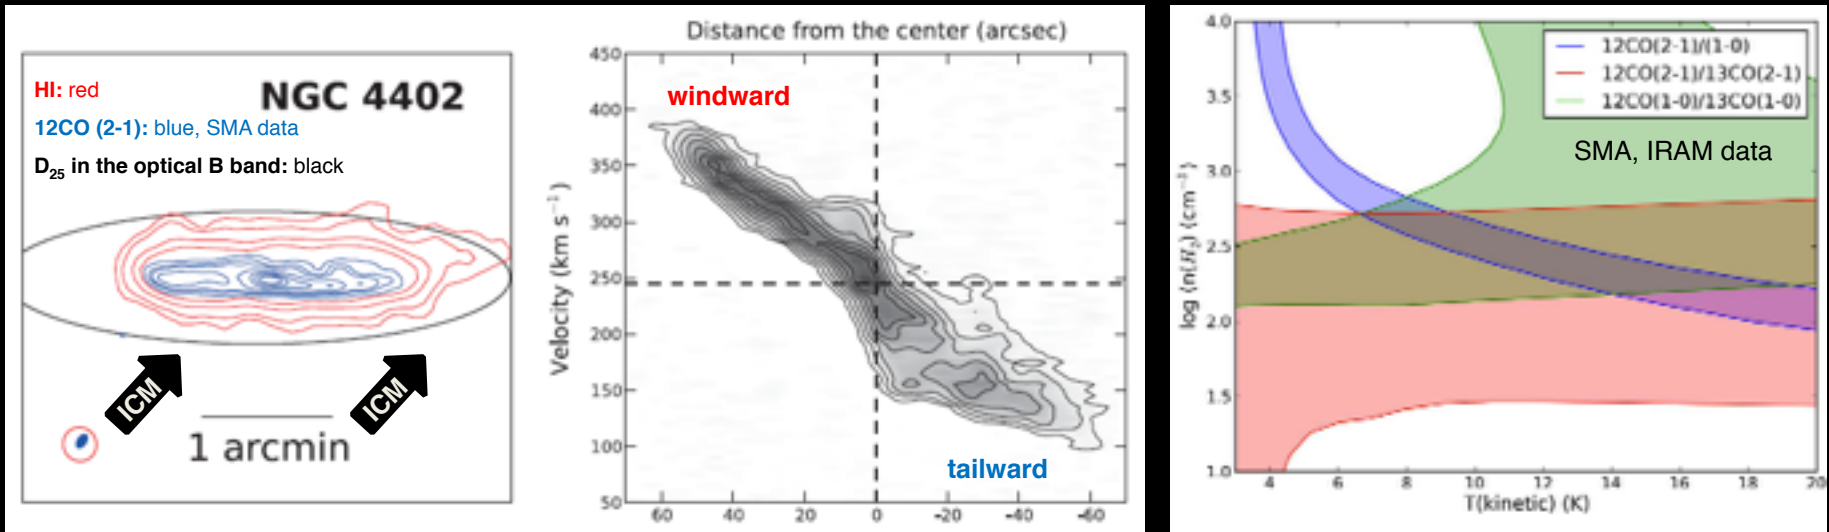 HI: red
NGC 4402
12CO (2-1): blue, SMA data
D25 in the optical B band: black
ICM
ICM
1 arcmin
Distance from the center (arcsec)
windward
tailward
Velocity (km s⁻¹)
450
400
350
300
250
200
150
100
50
60
40
20
0
-20
-40
-60
12CO(2-1)/(1-0)
12CO(2-1)/13CO(2-1)
12CO(1-0)/13CO(1-0)
SMA, IRAM data
log ⟨n(H₂)⟩ (cm⁻³)
4.0
3.5
3.0
2.5
2.0
1.5
1.0
4
6
8
10
12
14
16
18
20
T(kinetic) (K)